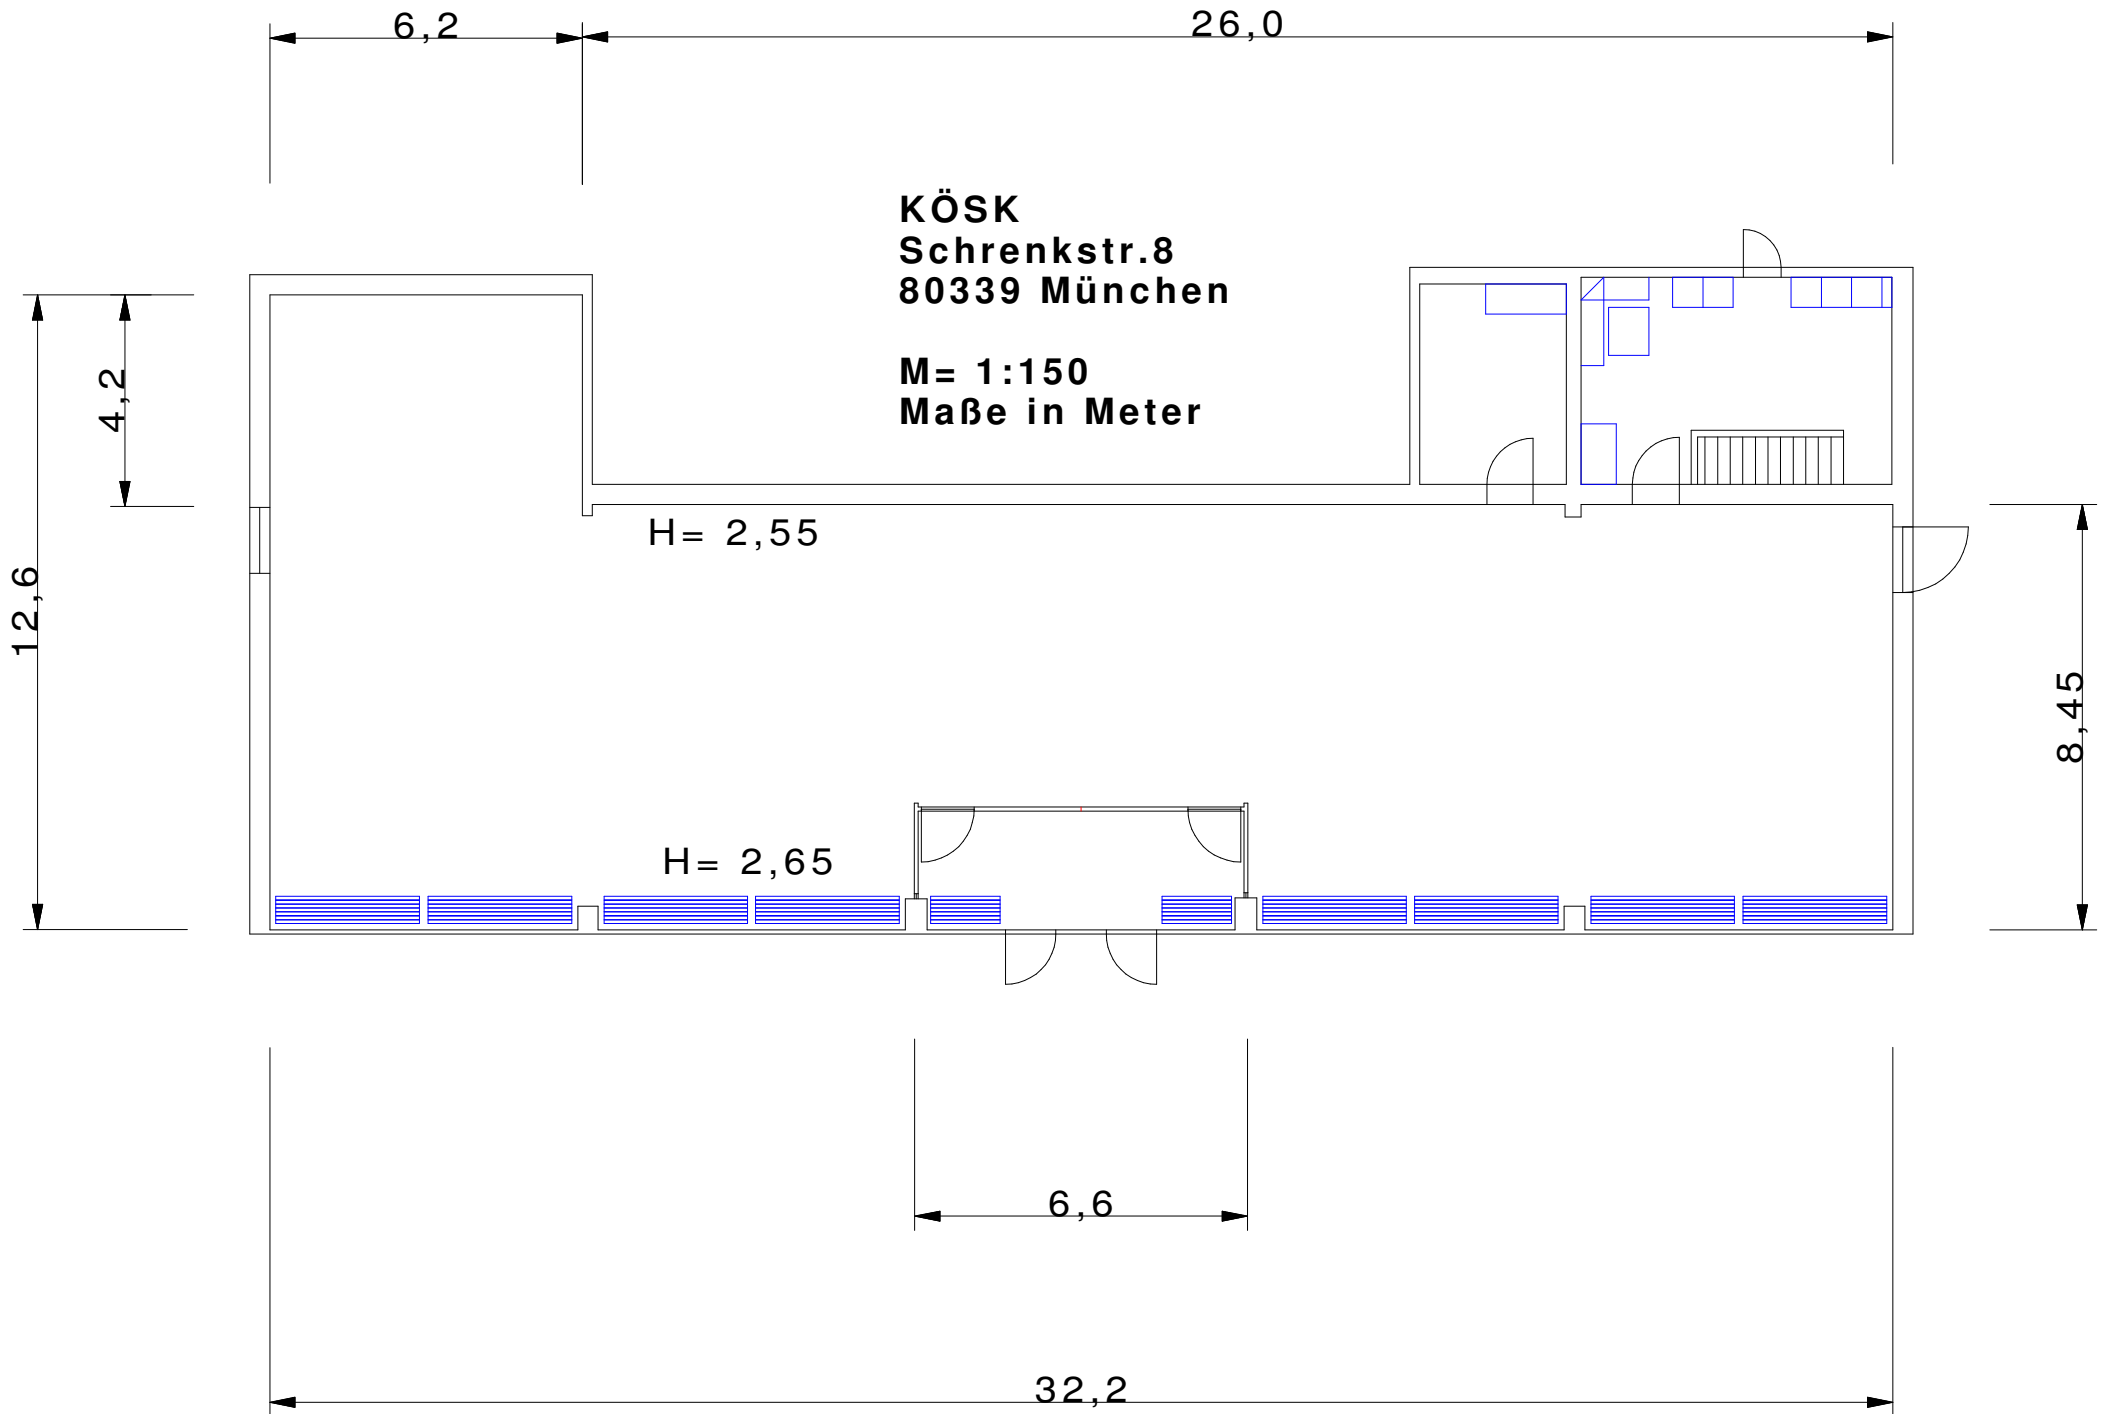 6,2
26,0
KÖSK
Schrenkstr.8
80339 München
M= 1:150
Maße in Meter
4,2
12,6
H= 2,55
8,45
H= 2,65
6,6
32,2